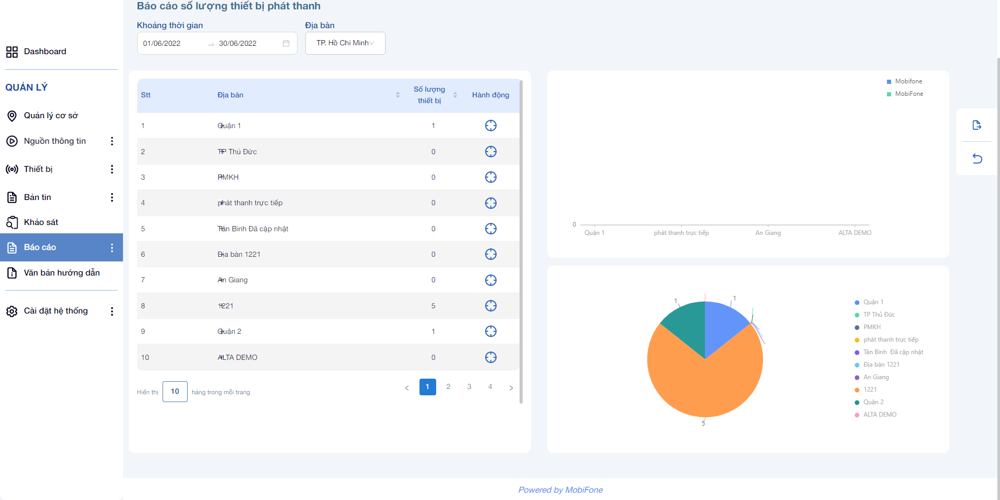 Báo cáo số lượng thiết bị phát thanh
Khoảng thời gian
Địa bàn
01/06/2022 → 30/06/2022
TP. Hồ Chí Minh
Dashboard
QUẢN LÝ
Quản lý cơ sở
Nguồn thông tin
Thiết bị
Bản tin
Khảo sát
Báo cáo
Văn bản hướng dẫn
Cài đặt hệ thống
Stt Địa bàn Số lượng thiết bị Hành động
1 Quận 1 1
2 TP Thủ Đức 0
3 PMKH 0
4 phát thanh trực tiếp 0
5 Tân Bình Đã cập nhật 0
6 Địa bàn 1221 0
7 An Giang 0
8 1221 5
9 Quận 2 1
10 ALTA DEMO 0
Hiển thị 10 hàng trong mỗi trang
< 1 2 3 4 >
Mobifone
MobiFone
0
Quận 1 phát thanh trực tiếp An Giang ALTA DEMO
1
1
5
Quận 1
TP Thủ Đức
PMKH
phát thanh trực tiếp
Tân Bình Đã cập nhật
Địa bàn 1221
An Giang
1221
Quận 2
ALTA DEMO
Powered by MobiFone